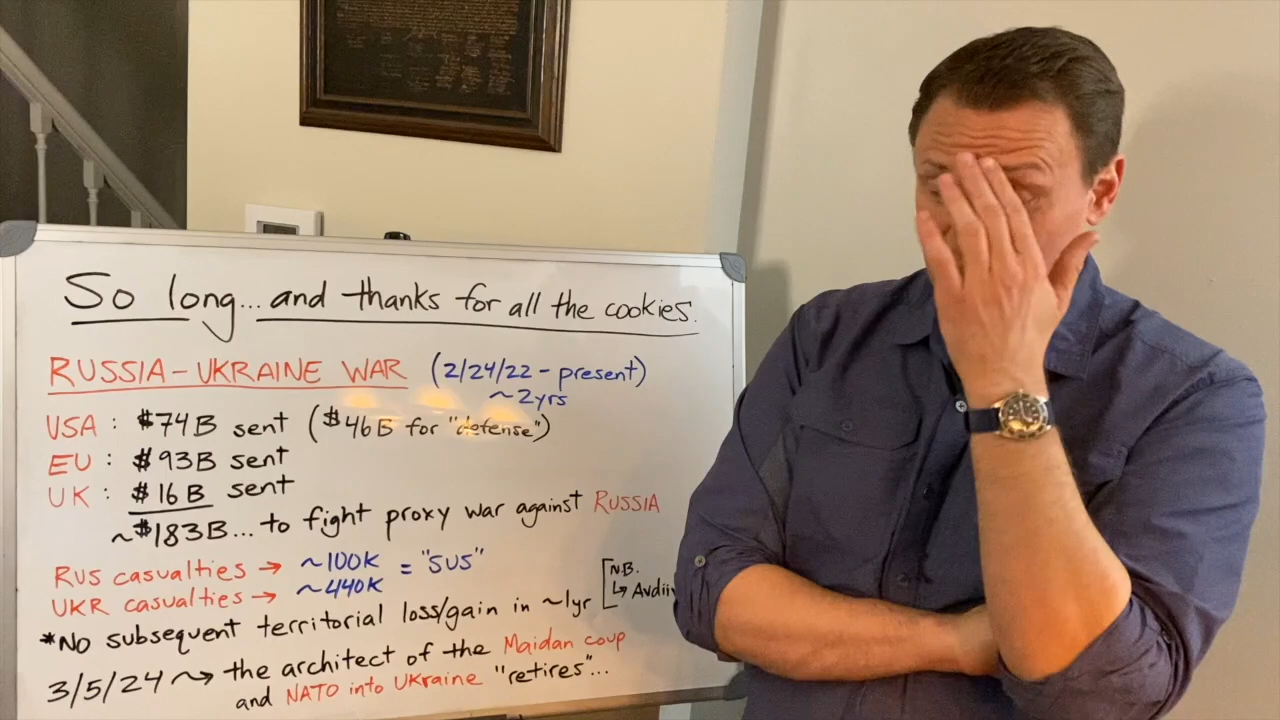 So long... and thanks for all the cookies.
RUSSIA-UKRAINE WAR (2/24/22 - present)
~2yrs
USA : $74B sent ($46B for "defense")
EU : $93B sent
UK : $16B sent
~$183B... to fight proxy war against RUSSIA
RUS casualties → ~100K = "SUS"
UKR casualties → ~440K
*No subsequent territorial loss/gain in ~1yr [N.B.
↳ Avdiiv
3/5/24 ⇝ the architect of the Maidan coup
and NATO into Ukraine "retires"...